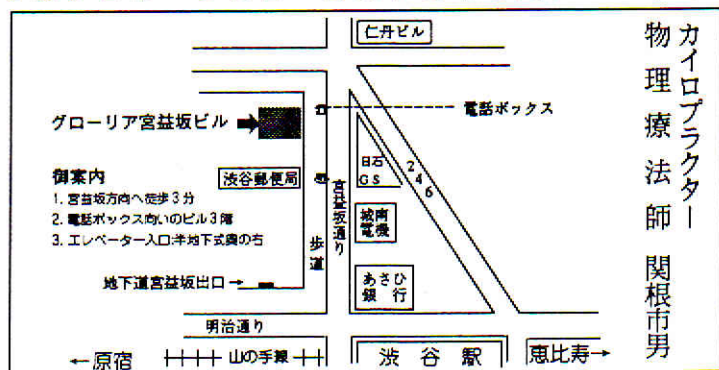 カイロプラクター
物理療法師 関根市男
仁丹ビル
グローリア宮益坂ビル
電話ボックス
御案内
1. 宮益坂方向へ徒歩3分
2. 電話ボックス向いのビル3階
3. エレベーター入口:半地下式奥の右
渋谷郵便局
日石
GS
246
宮益坂通り
歩道
城南
電機
地下道宮益坂出口→
あさひ
銀行
明治通り
←原宿
山の手線
渋谷駅
恵比寿→